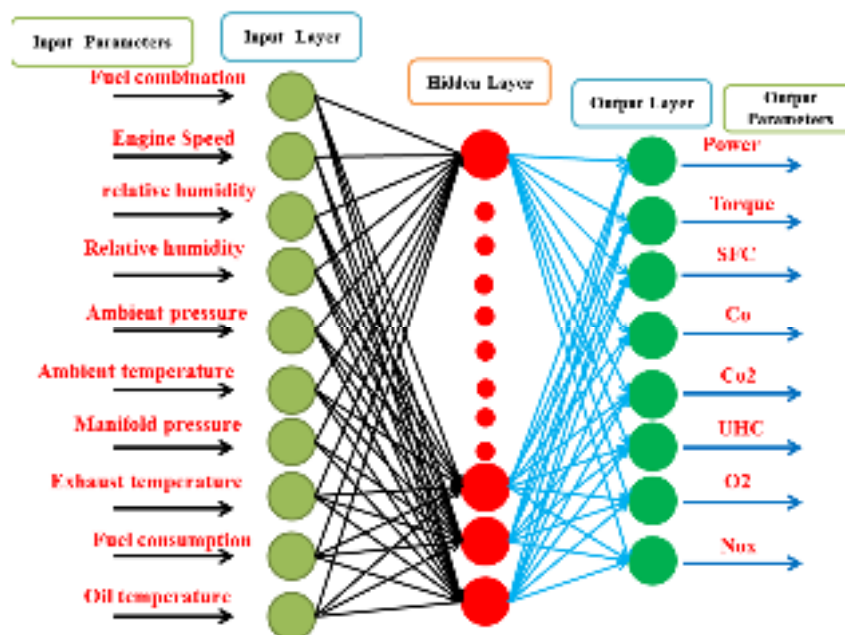 Input Parameters
Input Layer
Hidden Layer
Output Layer
Output
Parameters
Fuel combination
Engine Speed
relative humidity
Relative humidity
Ambient pressure
Ambient temperature
Manifold pressure
Exhaust temperature
Fuel consumption
Oil temperature
Power
Torque
SFC
Co
Co2
UHC
O2
Nox